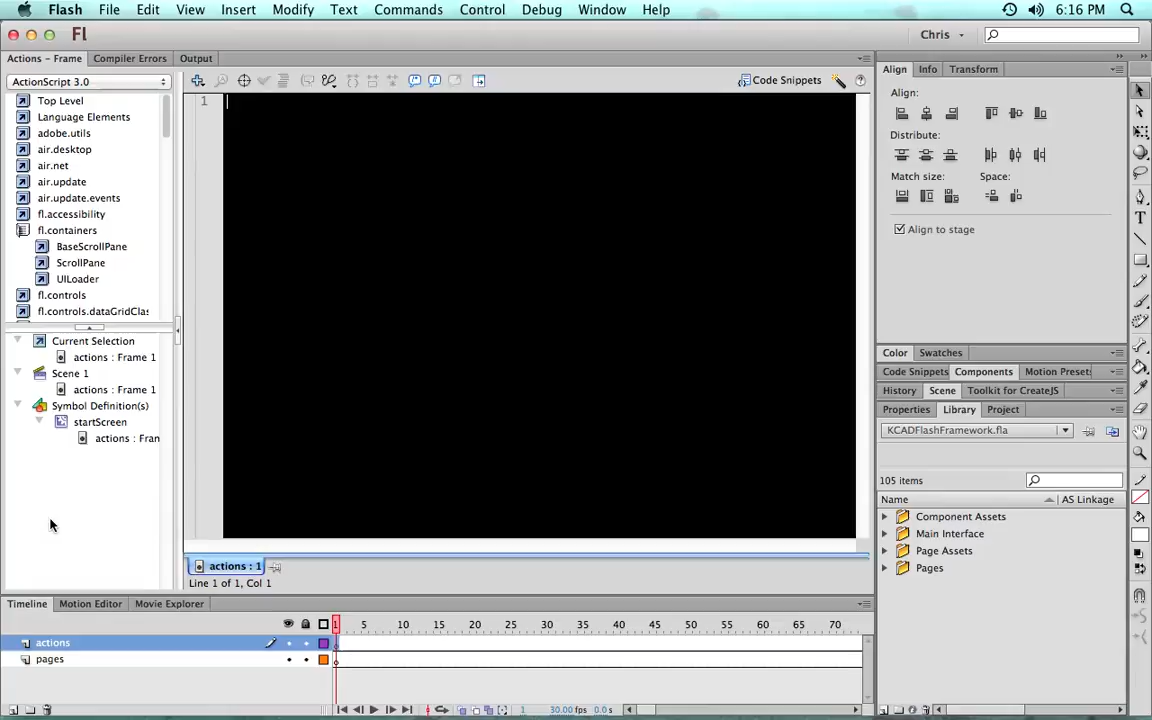 Flash File Edit View Insert Modify Text Commands Control Debug Window Help 6:16 PM
Fl Chris
Actions – Frame Compiler Errors Output
ActionScript 3.0
Top Level
Language Elements
adobe.utils
air.desktop
air.net
air.update
air.update.events
fl.accessibility
fl.containers
BaseScrollPane
ScrollPane
UILoader
fl.controls
fl.controls.dataGridClas
Current Selection
actions : Frame 1
Scene 1
actions : Frame 1
Symbol Definition(s)
startScreen
actions : Fran
Code Snippets
1
actions : 1
Line 1 of 1, Col 1
Align Info Transform
Align:
Distribute:
Match size: Space:
Align to stage
Color Swatches
Code Snippets Components Motion Presets
History Scene Toolkit for CreateJS
Properties Library Project
KCADFlashFramework.fla
105 items
Name AS Linkage
Component Assets
Main Interface
Page Assets
Pages
Timeline Motion Editor Movie Explorer
1 5 10 15 20 25 30 35 40 45 50 55 60 65 70
actions
pages
1 30.00 fps 0.0 s